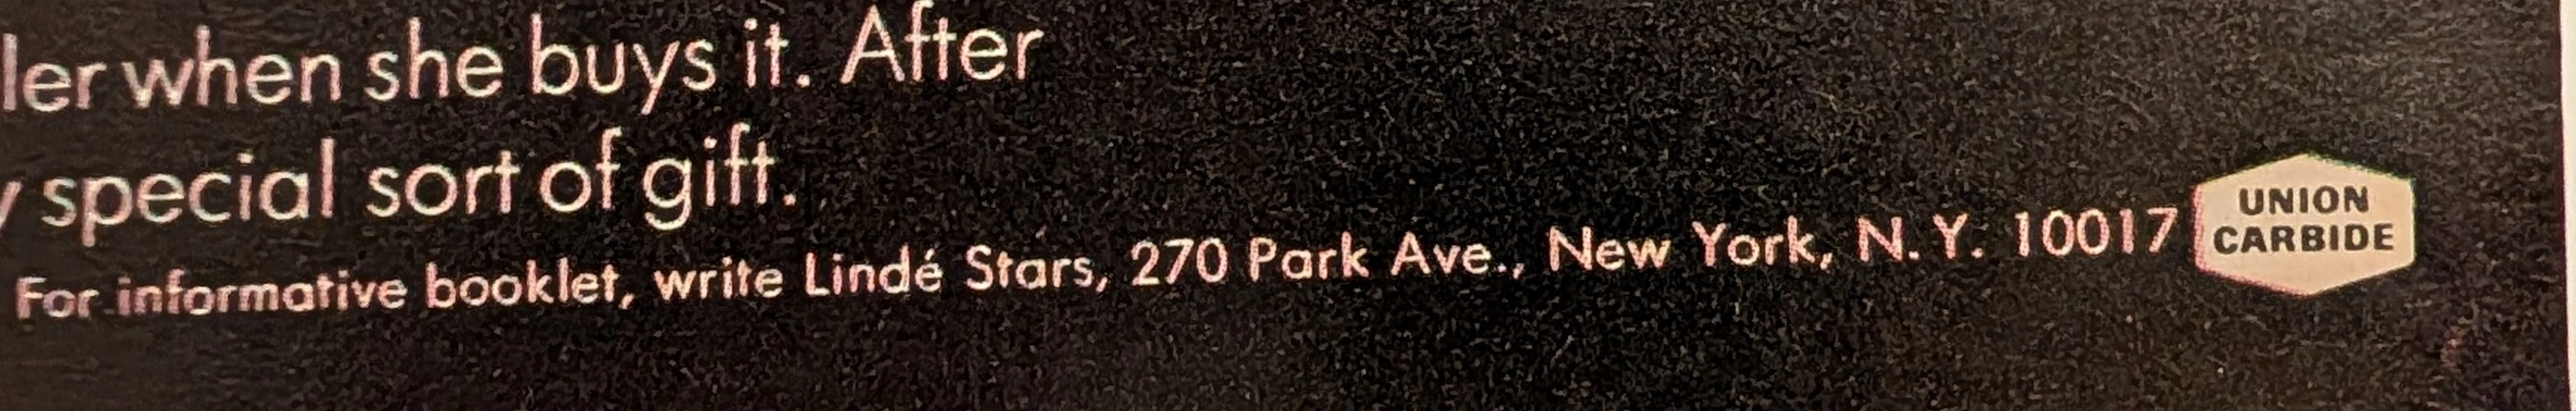 ler when she buys it. After
special sort of gift.
For informative booklet, write Lindé Stars, 270 Park Ave., New York, N.Y. 10017
UNION
CARBIDE